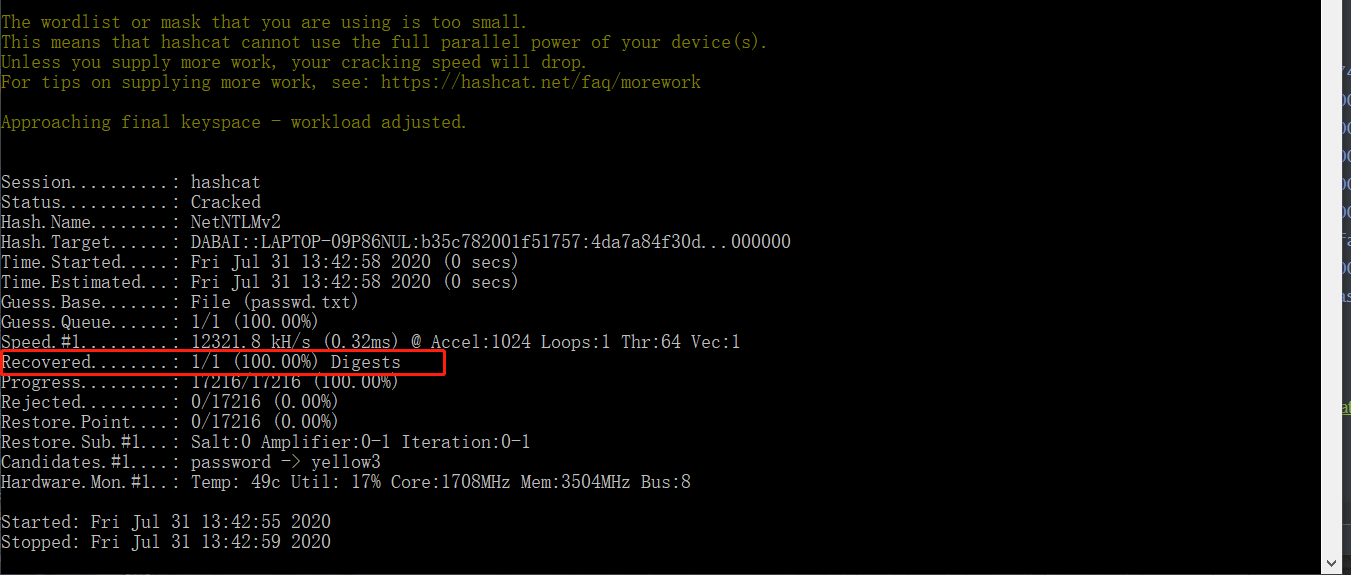 The wordlist or mask that you are using is too small.
This means that hashcat cannot use the full parallel power of your device(s).
Unless you supply more work, your cracking speed will drop.
For tips on supplying more work, see: https://hashcat.net/faq/morework
Approaching final keyspace - workload adjusted.
Session..........: hashcat
Status...........: Cracked
Hash.Name........: NetNTLMv2
Hash.Target......: DABAI::LAPTOP-09P86NUL:b35c782001f51757:4da7a84f30d...000000
Time.Started.....: Fri Jul 31 13:42:58 2020 (0 secs)
Time.Estimated...: Fri Jul 31 13:42:58 2020 (0 secs)
Guess.Base.......: File (passwd.txt)
Guess.Queue......: 1/1 (100.00%)
Speed.#1.........: 12321.8 kH/s (0.32ms) @ Accel:1024 Loops:1 Thr:64 Vec:1
Recovered........: 1/1 (100.00%) Digests
Progress.........: 17216/17216 (100.00%)
Rejected.........: 0/17216 (0.00%)
Restore.Point....: 0/17216 (0.00%)
Restore.Sub.#1...: Salt:0 Amplifier:0-1 Iteration:0-1
Candidates.#1....: password -> yellow3
Hardware.Mon.#1..: Temp: 49c Util: 17% Core:1708MHz Mem:3504MHz Bus:8
Started: Fri Jul 31 13:42:55 2020
Stopped: Fri Jul 31 13:42:59 2020